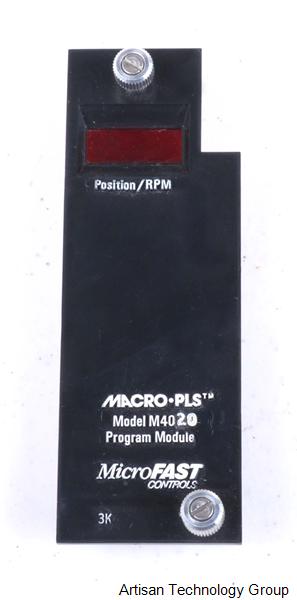 Position/RPM
MACRO•PLS™
Model M4020
Program Module
MicroFAST
CONTROLS
3K
Artisan Technology Group